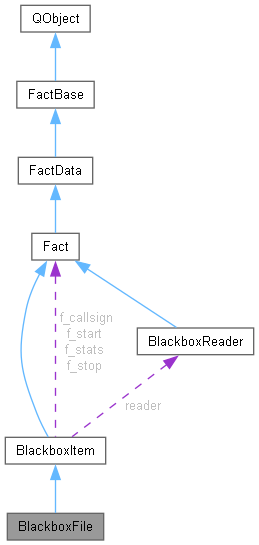 QObject
FactBase
FactData
Fact
f_callsign
f_start
f_stats
f_stop
BlackboxReader
reader
BlackboxItem
BlackboxFile